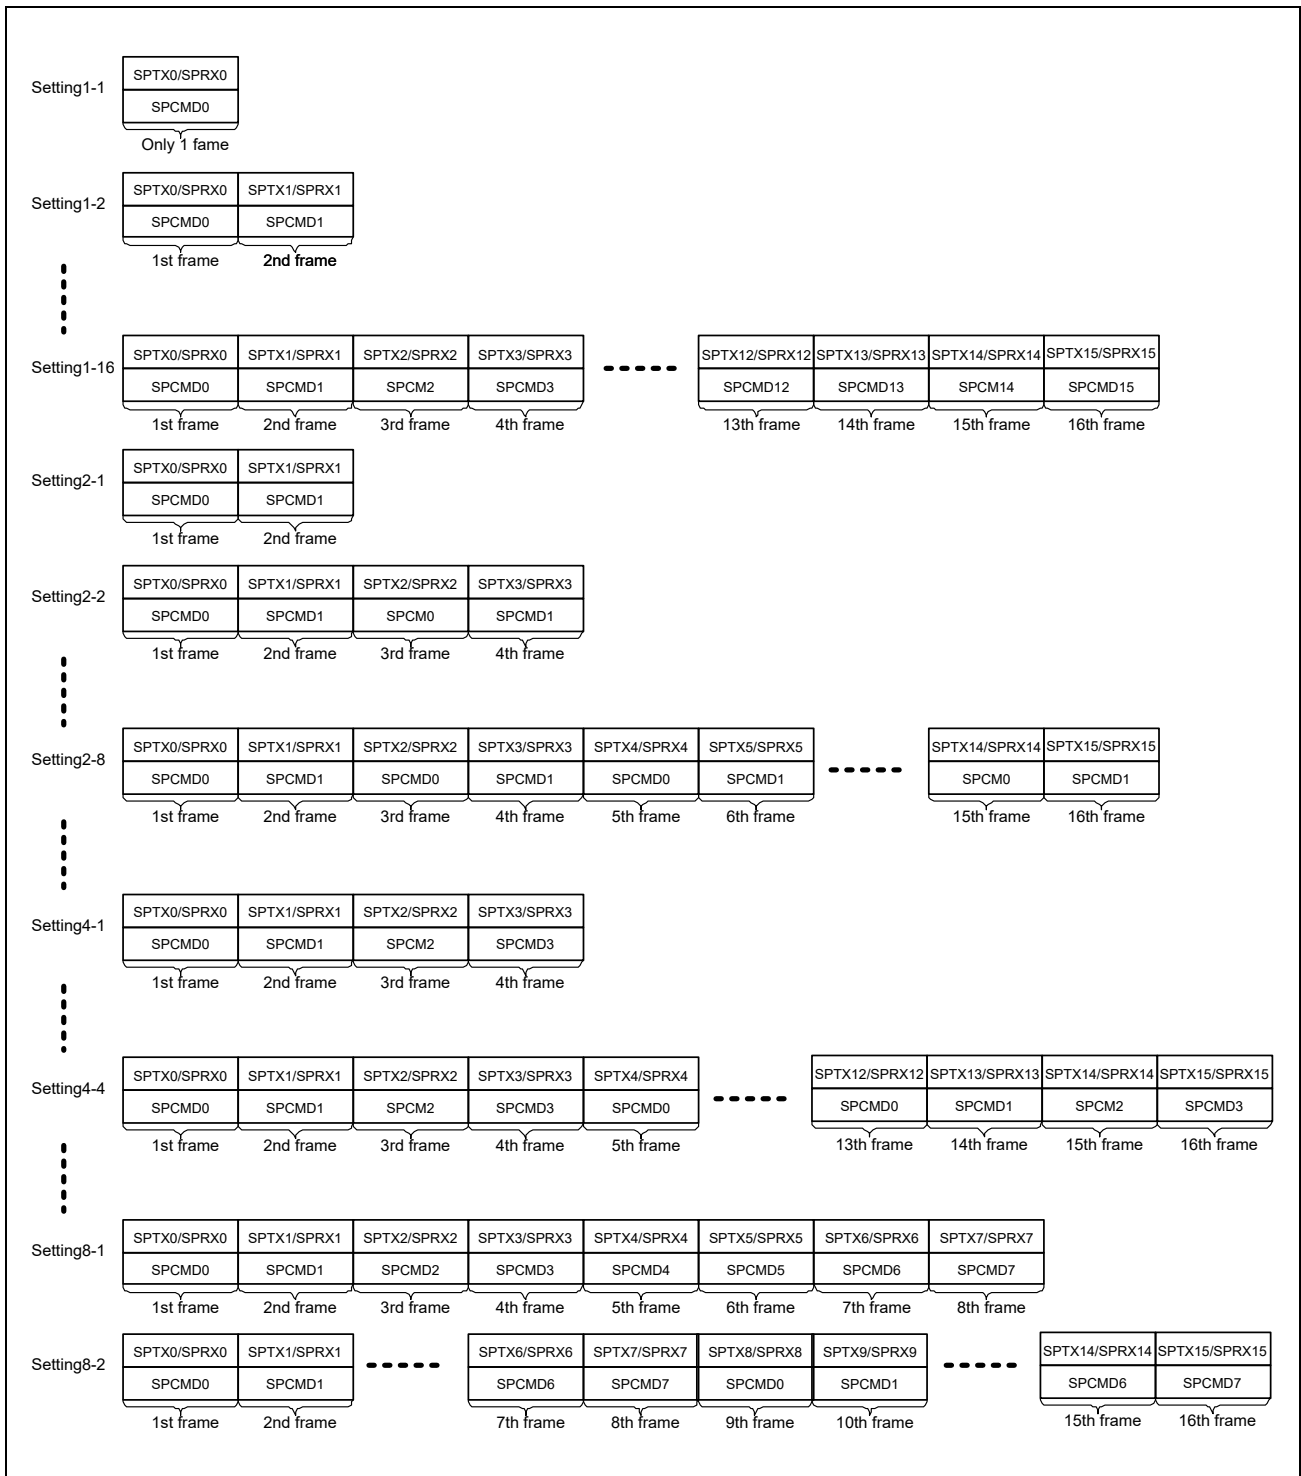 SPTX0/SPRX0
Setting1-1
SPCMD0
Only 1 fame
SPTX0/SPRX0 SPTX1/SPRX1
Setting1-2
SPCMD0 SPCMD1
1st frame 2nd frame
SPTX0/SPRX0 SPTX1/SPRX1 SPTX2/SPRX2 SPTX3/SPRX3 SPTX12/SPRX12 SPTX13/SPRX13 SPTX14/SPRX14 SPTX15/SPRX15
Setting1-16
SPCMD0 SPCMD1 SPCM2 SPCMD3 SPCMD12 SPCMD13 SPCM14 SPCMD15
1st frame 2nd frame 3rd frame 4th frame 13th frame 14th frame 15th frame 16th frame
SPTX0/SPRX0 SPTX1/SPRX1
Setting2-1
SPCMD0 SPCMD1
1st frame 2nd frame
SPTX0/SPRX0 SPTX1/SPRX1 SPTX2/SPRX2 SPTX3/SPRX3
Setting2-2
SPCMD0 SPCMD1 SPCM0 SPCMD1
1st frame 2nd frame 3rd frame 4th frame
SPTX0/SPRX0 SPTX1/SPRX1 SPTX2/SPRX2 SPTX3/SPRX3 SPTX4/SPRX4 SPTX5/SPRX5 SPTX14/SPRX14 SPTX15/SPRX15
Setting2-8
SPCMD0 SPCMD1 SPCMD0 SPCMD1 SPCMD0 SPCMD1 SPCM0 SPCMD1
1st frame 2nd frame 3rd frame 4th frame 5th frame 6th frame 15th frame 16th frame
SPTX0/SPRX0 SPTX1/SPRX1 SPTX2/SPRX2 SPTX3/SPRX3
Setting4-1
SPCMD0 SPCMD1 SPCM2 SPCMD3
1st frame 2nd frame 3rd frame 4th frame
SPTX0/SPRX0 SPTX1/SPRX1 SPTX2/SPRX2 SPTX3/SPRX3 SPTX4/SPRX4 SPTX12/SPRX12 SPTX13/SPRX13 SPTX14/SPRX14 SPTX15/SPRX15
Setting4-4
SPCMD0 SPCMD1 SPCM2 SPCMD3 SPCMD0 SPCMD0 SPCMD1 SPCM2 SPCMD3
1st frame 2nd frame 3rd frame 4th frame 5th frame 13th frame 14th frame 15th frame 16th frame
SPTX0/SPRX0 SPTX1/SPRX1 SPTX2/SPRX2 SPTX3/SPRX3 SPTX4/SPRX4 SPTX5/SPRX5 SPTX6/SPRX6 SPTX7/SPRX7
Setting8-1
SPCMD0 SPCMD1 SPCMD2 SPCMD3 SPCMD4 SPCMD5 SPCMD6 SPCMD7
1st frame 2nd frame 3rd frame 4th frame 5th frame 6th frame 7th frame 8th frame
SPTX0/SPRX0 SPTX1/SPRX1 SPTX6/SPRX6 SPTX7/SPRX7 SPTX8/SPRX8 SPTX9/SPRX9 SPTX14/SPRX14 SPTX15/SPRX15
Setting8-2
SPCMD0 SPCMD1 SPCMD6 SPCMD7 SPCMD0 SPCMD1 SPCMD6 SPCMD7
1st frame 2nd frame 7th frame 8th frame 9th frame 10th frame 15th frame 16th frame